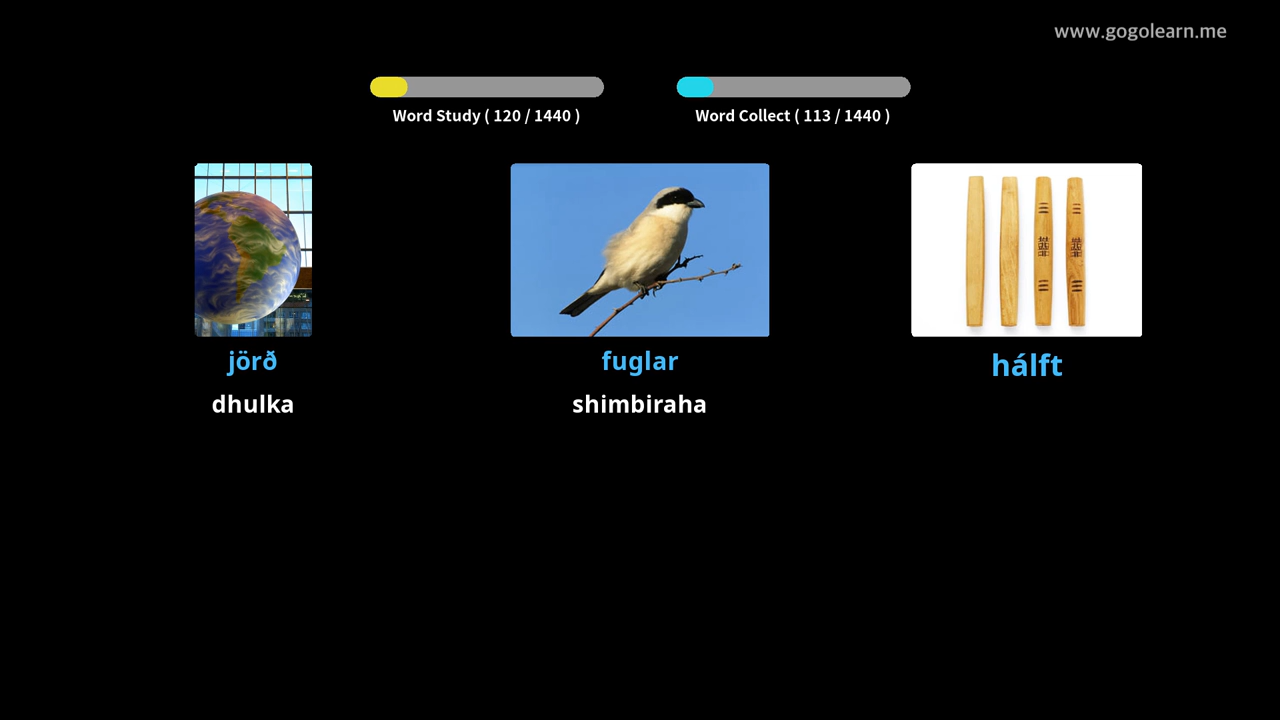 www.gogolearn.me
Word Study ( 120 / 1440 )
Word Collect ( 113 / 1440 )
jörð
fuglar
hálft
dhulka
shimbiraha